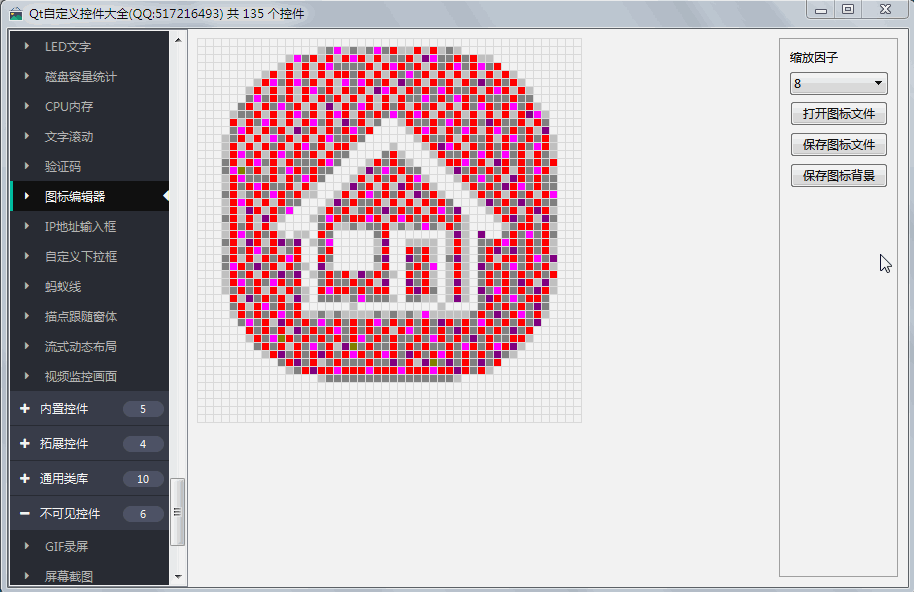 Qt自定义控件大全(QQ:517216493) 共 135 个控件
LED文字
磁盘容量统计
CPU内存
文字滚动
验证码
图标编辑器
IP地址输入框
自定义下拉框
蚂蚁线
描点跟随窗体
流式动态布局
视频监控画面
内置控件 5
拓展控件 4
通用类库 10
不可见控件 6
GIF录屏
屏幕截图
缩放因子
8
打开图标文件
保存图标文件
保存图标背景